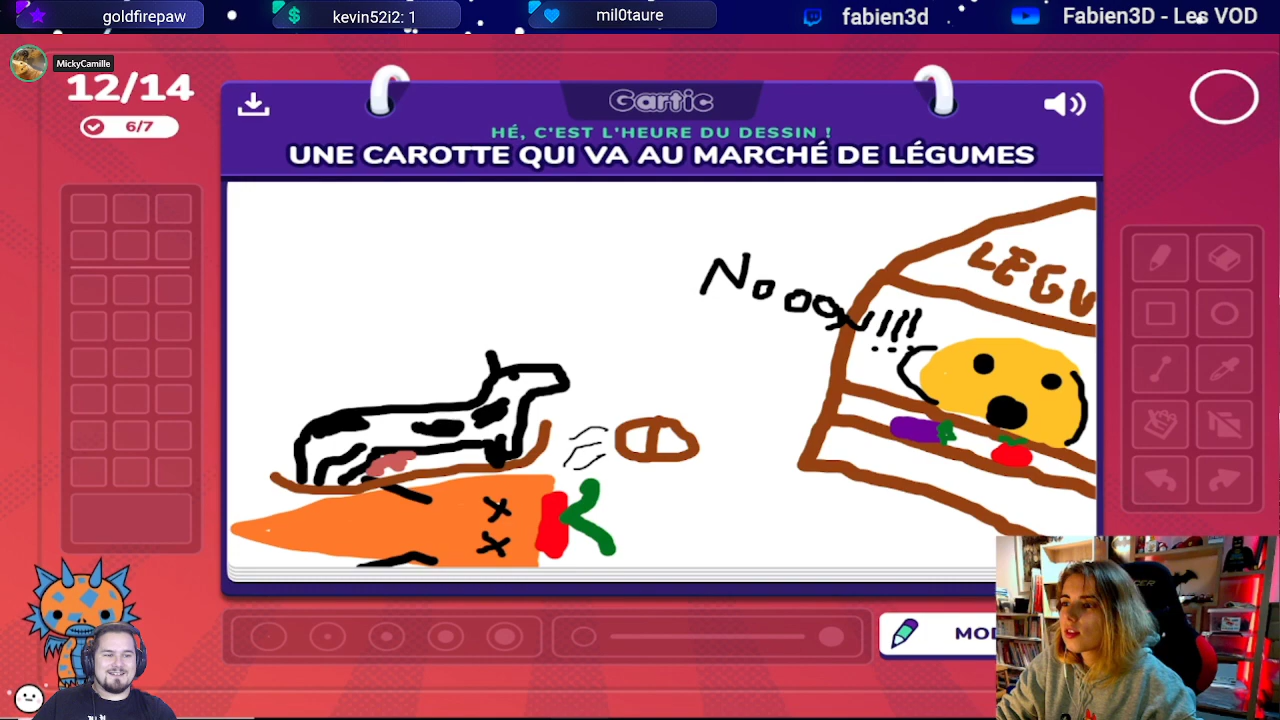 goldfirepaw
kevin52i2: 1
mil0taure
fabien3d
Fabien3D - Les VOD
MickyCamille
12/14
6/7
Gartic
HÉ, C'EST L'HEURE DU DESSIN !
UNE CAROTTE QUI VA AU MARCHÉ DE LÉGUMES
LEGU
NoooN!!!
MOD